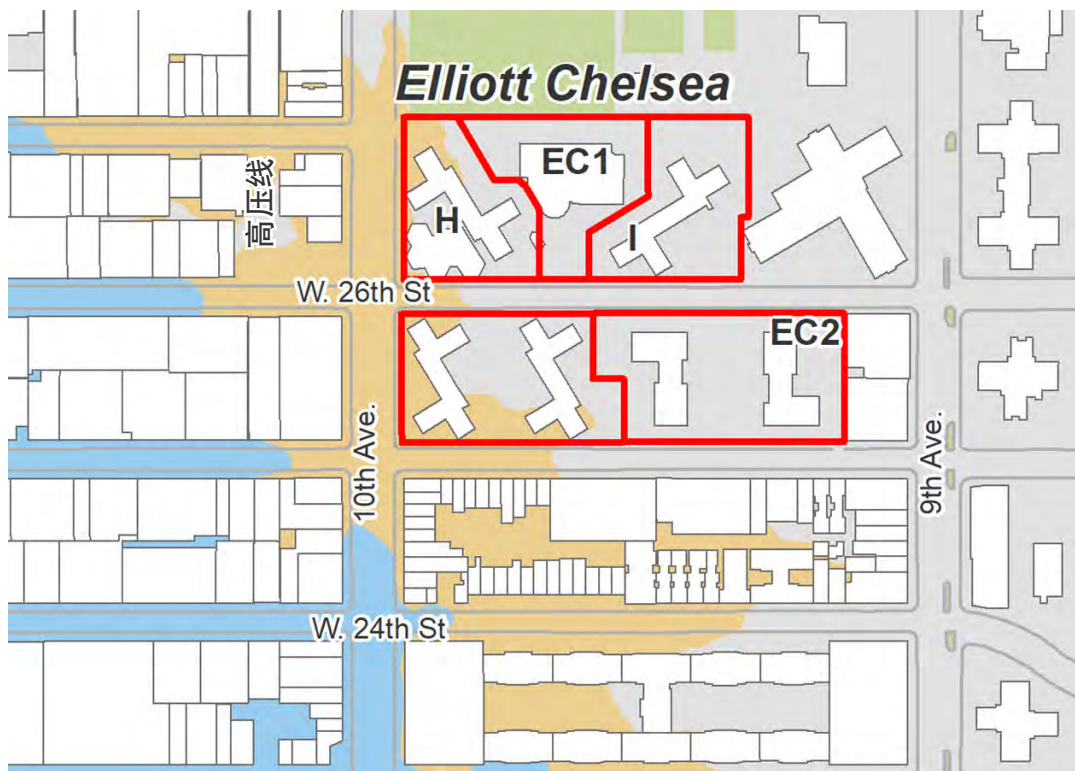 Elliott Chelsea
EC1
高压线
H
I
W. 26th St
EC2
10th Ave.
9th Ave.
W. 24th St